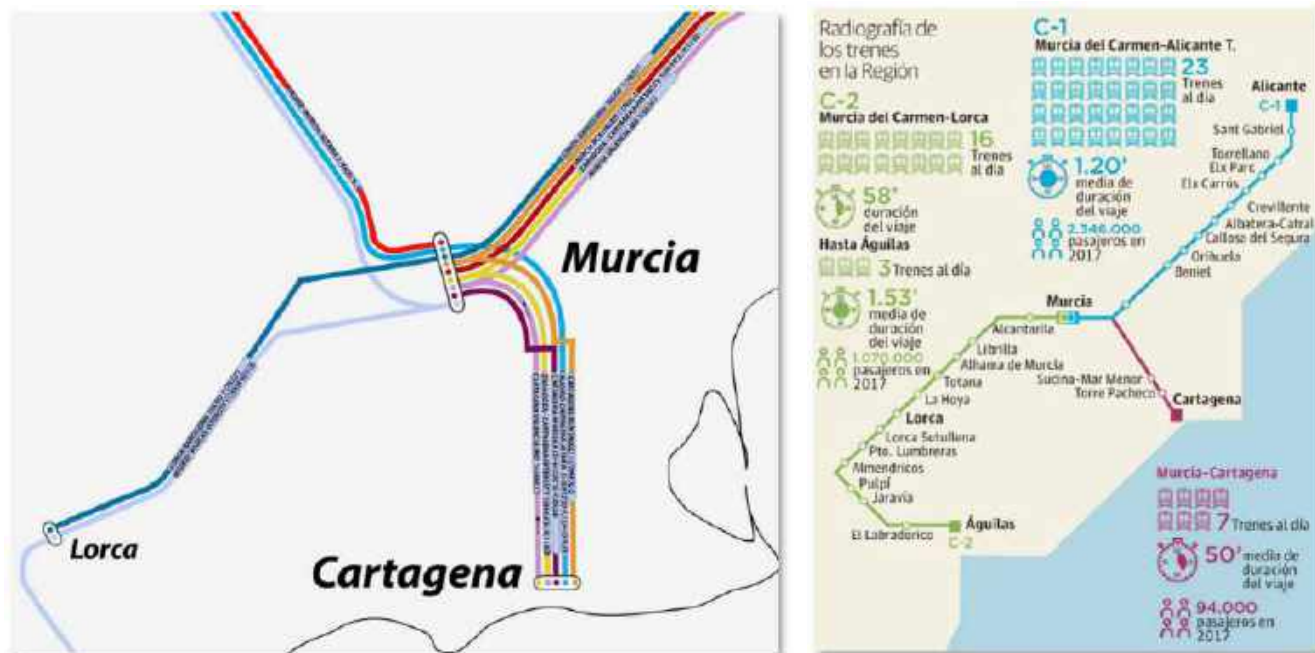 Murcia
Lorca
Cartagena
Radiografía de
los trenes
en la Región
C-2
Murcia del Carmen-Lorca
16
Trenes
al día
58'
duración
del viaje
Hasta Águilas
3 Trenes al día
1.53'
media de
duración
del viaje
1.070.000
pasajeros en
2017
C-1
Murcia del Carmen-Alicante T.
23
Trenes
al día
1.20'
media de
duración
del viaje
2.346.000
pasajeros en
2017
Alicante
C-1
Sant Gabriel
Torrellano
Elx Parc
Elx Carrús
Crevillente
Albatera-Catral
Callosa del Segura
Orihuela
Beniel
Murcia
Alcantarilla
Librilla
Alhama de Murcia
Totana
La Hoya
Lorca
Lorca Sutullena
Pto. Lumbreras
Almendricos
Pulpí
Jaravía
El Labradorico
Águilas
C-2
Sucina-Mar Menor
Torre Pacheco
Cartagena
Murcia-Cartagena
7 Trenes al día
50' media de
duración
del viaje
94.000
pasajeros en
2017